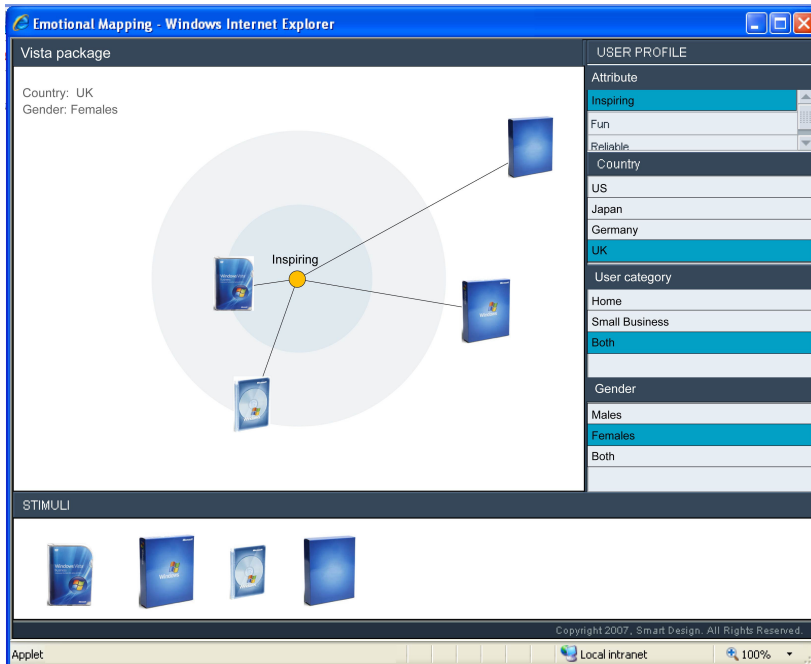 Emotional Mapping - Windows Internet Explorer
Vista package
Country: UK
Gender: Females
Inspiring
USER PROFILE
Attribute
Inspiring
Fun
Reliable
Country
US
Japan
Germany
UK
User category
Home
Small Business
Both
Gender
Males
Females
Both
STIMULI
Copyright 2007, Smart Design. All Rights Reserved.
Applet
Local intranet
100%